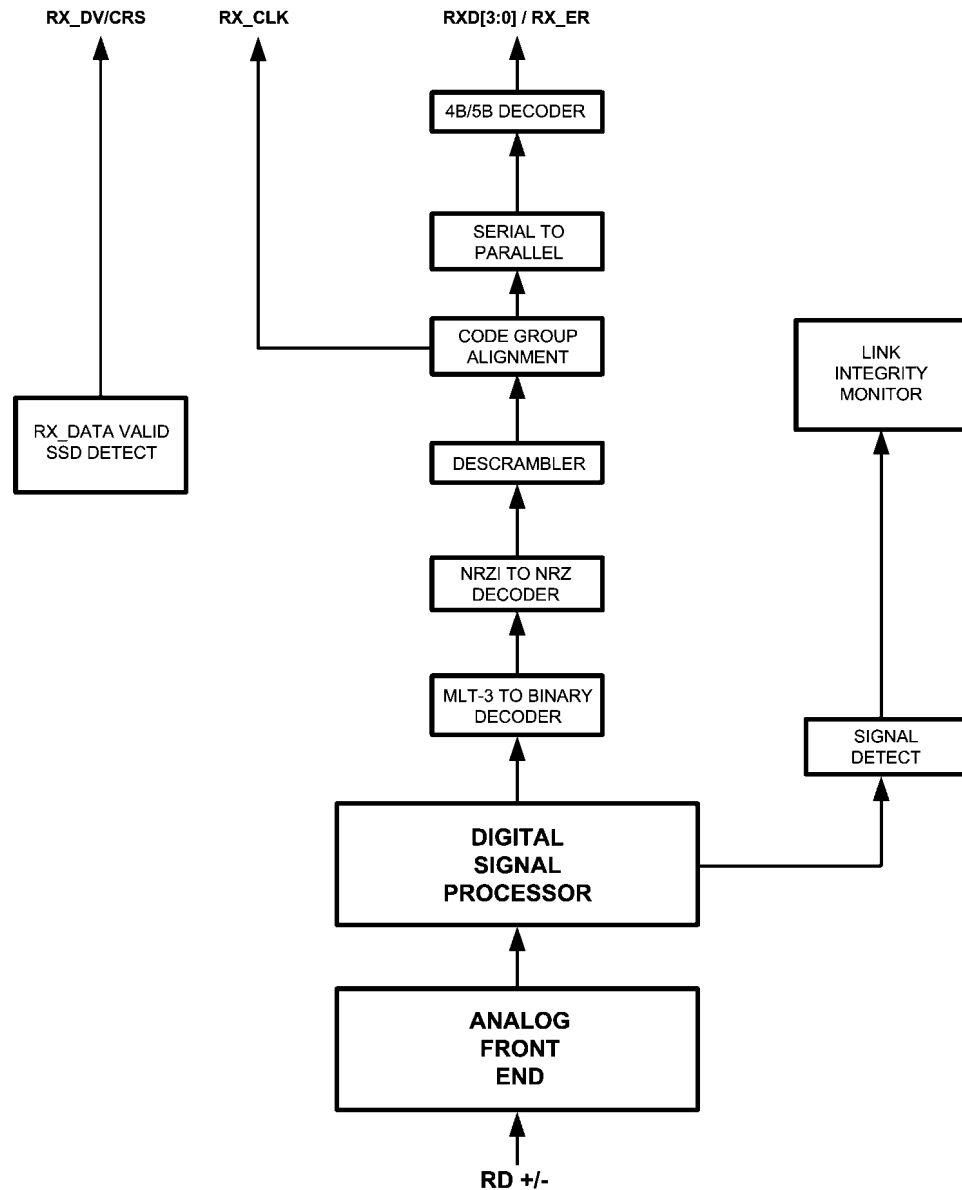 RX_DV/CRS
RX_CLK
RXD[3:0] / RX_ER
4B/5B DECODER
SERIAL TO
PARALLEL
CODE GROUP
ALIGNMENT
LINK
INTEGRITY
MONITOR
RX_DATA VALID
SSD DETECT
DESCRAMBLER
NRZI TO NRZ
DECODER
MLT-3 TO BINARY
DECODER
SIGNAL
DETECT
DIGITAL
SIGNAL
PROCESSOR
ANALOG
FRONT
END
RD +/-